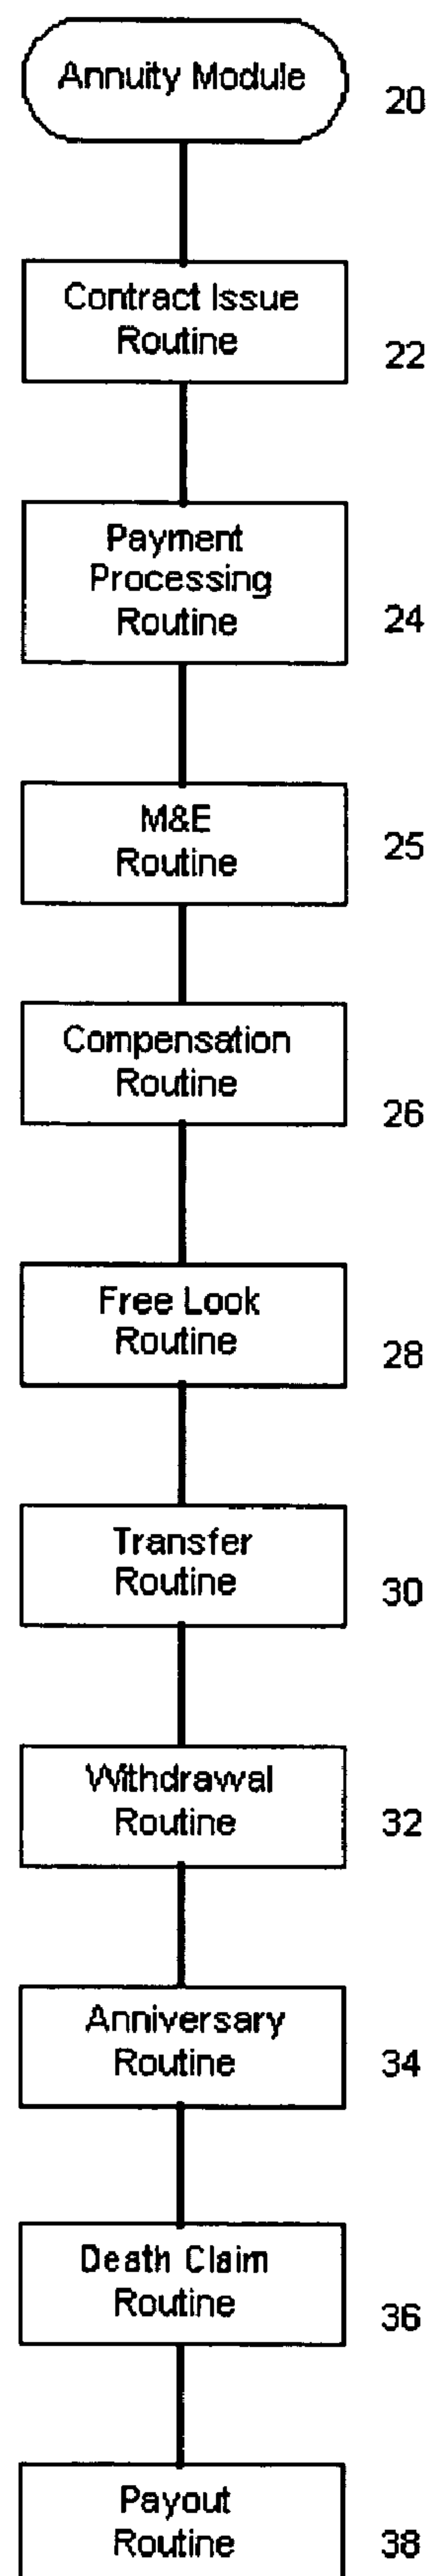 Annuity Module
20
Contract Issue
Routine
22
Payment
Processing
Routine
24
M&E
Routine
25
Compensation
Routine
26
Free Look
Routine
28
Transfer
Routine
30
Withdrawal
Routine
32
Anniversary
Routine
34
Death Claim
Routine
36
Payout
Routine
38